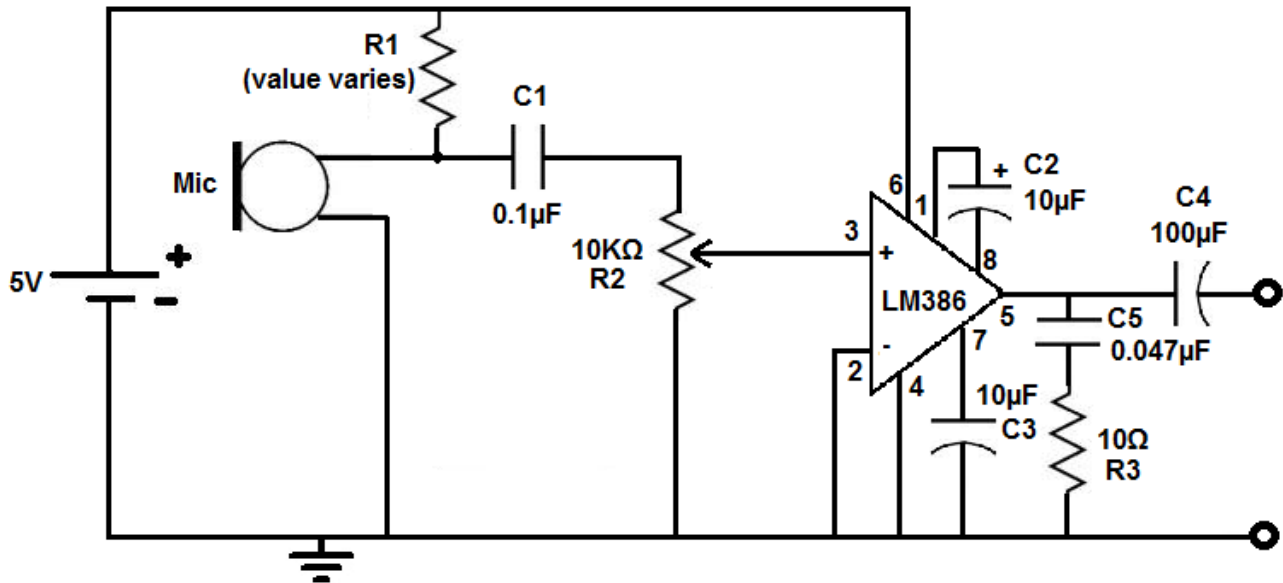 R1
(value varies)
C1
0.1µF
Mic
+
5V
-
10KΩ
R2
3
+
6
1
+
C2
10µF
8
LM386
-
2
4
5
7
C4
100µF
C5
0.047µF
10µF
C3
10Ω
R3